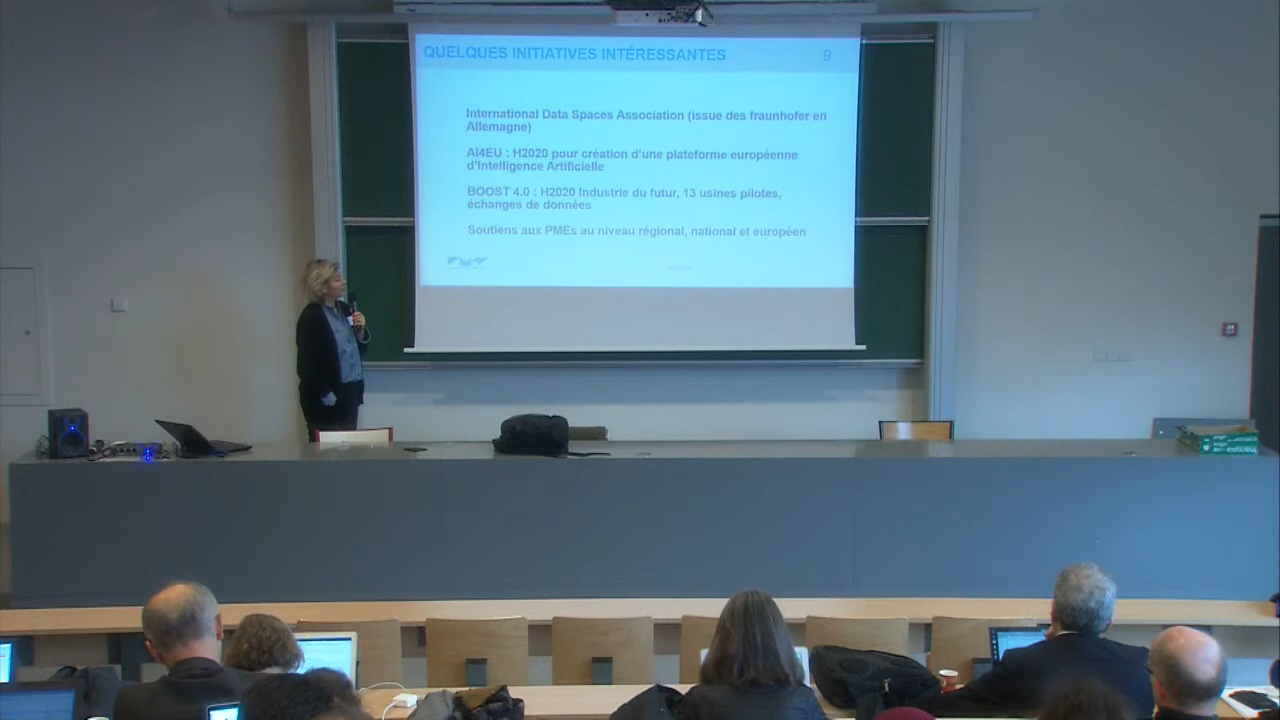 QUELQUES INITIATIVES INTÉRESSANTES 9
International Data Spaces Association (issue des fraunhofer en
Allemagne)
AI4EU : H2020 pour création d'une plateforme européenne
d'Intelligence Artificielle
BOOST 4.0 : H2020 Industrie du futur, 13 usines pilotes,
échanges de données
Soutiens aux PMEs au niveau régional, national et européen